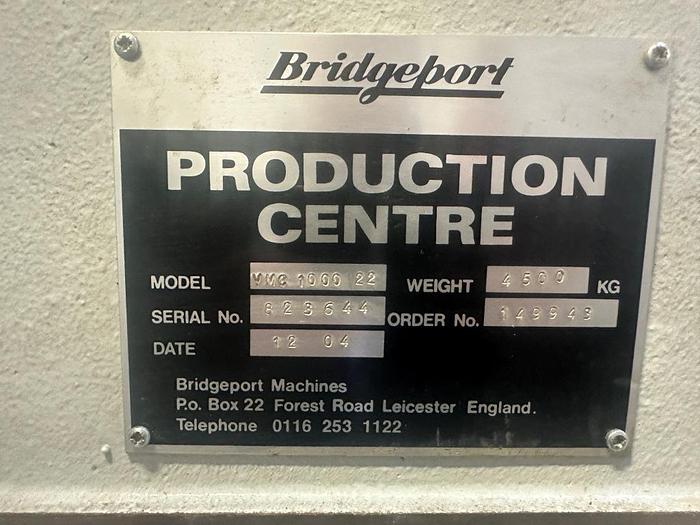 Bridgeport
PRODUCTION
CENTRE
MODEL VMC 1000 22 WEIGHT 4500 KG
SERIAL No. 823644 ORDER No. 149943
DATE 12 04
Bridgeport Machines
P.o. Box 22 Forest Road Leicester England.
Telephone 0116 253 1122